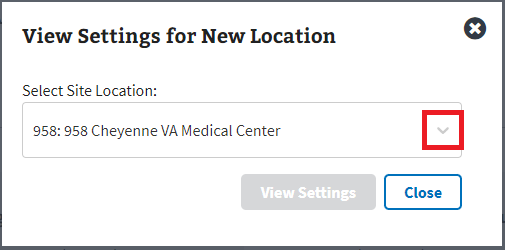 View Settings for New Location
Select Site Location:
958: 958 Cheyenne VA Medical Center
View Settings Close